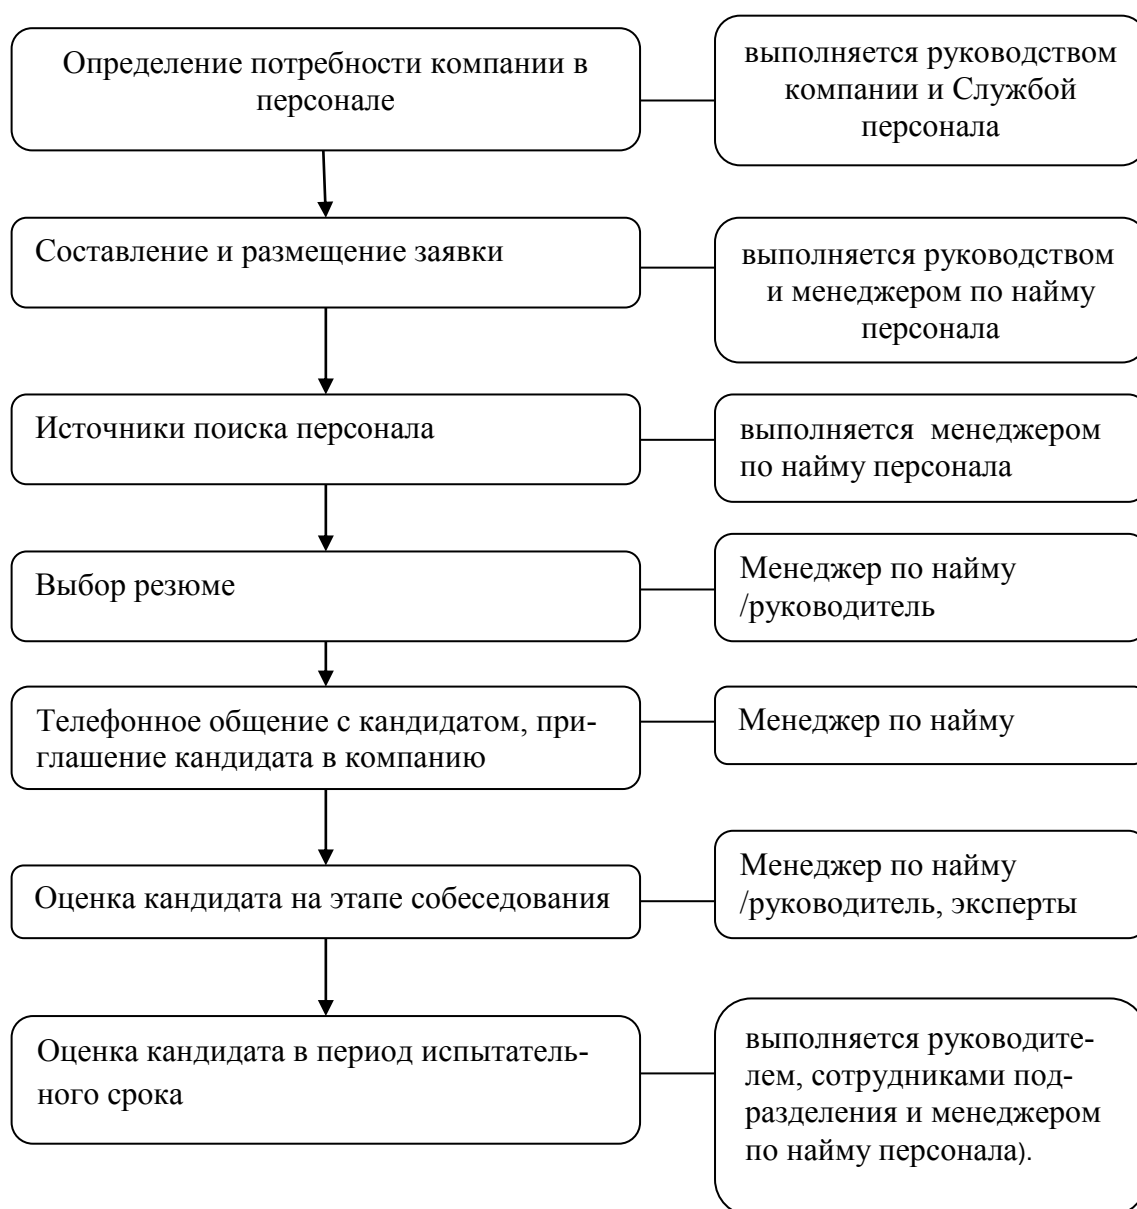 Определение потребности компании в
персонале
выполняется руководством
компании и Службой
персонала
Составление и размещение заявки
выполняется руководством
и менеджером по найму
персонала
Источники поиска персонала
выполняется  менеджером
по найму персонала
Выбор резюме
Менеджер по найму
/руководитель
Телефонное общение с кандидатом, при-
глашение кандидата в компанию
Менеджер по найму
Оценка кандидата на этапе собеседования
Менеджер по найму
/руководитель, эксперты
Оценка кандидата в период испытатель-
ного срока
выполняется руководите-
лем, сотрудниками под-
разделения и менеджером
по найму персонала).